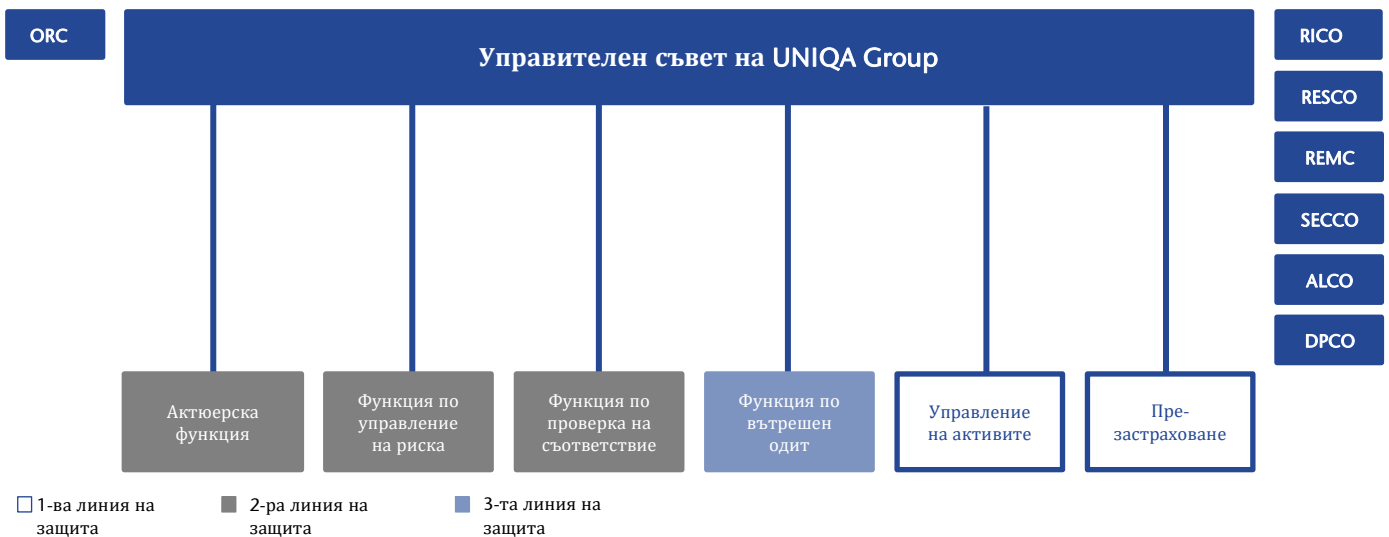 ORC
Управителен съвет на UNIQA Group
RICO
RESCO
REMC
SECCO
ALCO
DPCO
Актюерска
функция
Функция по
управление
на риска
Функция по
проверка на
съответствие
Функция по
вътрешен
одит
Управление
на активите
Пре-
застраховане
1-ва линия на
защита
2-ра линия на
защита
3-та линия на
защита